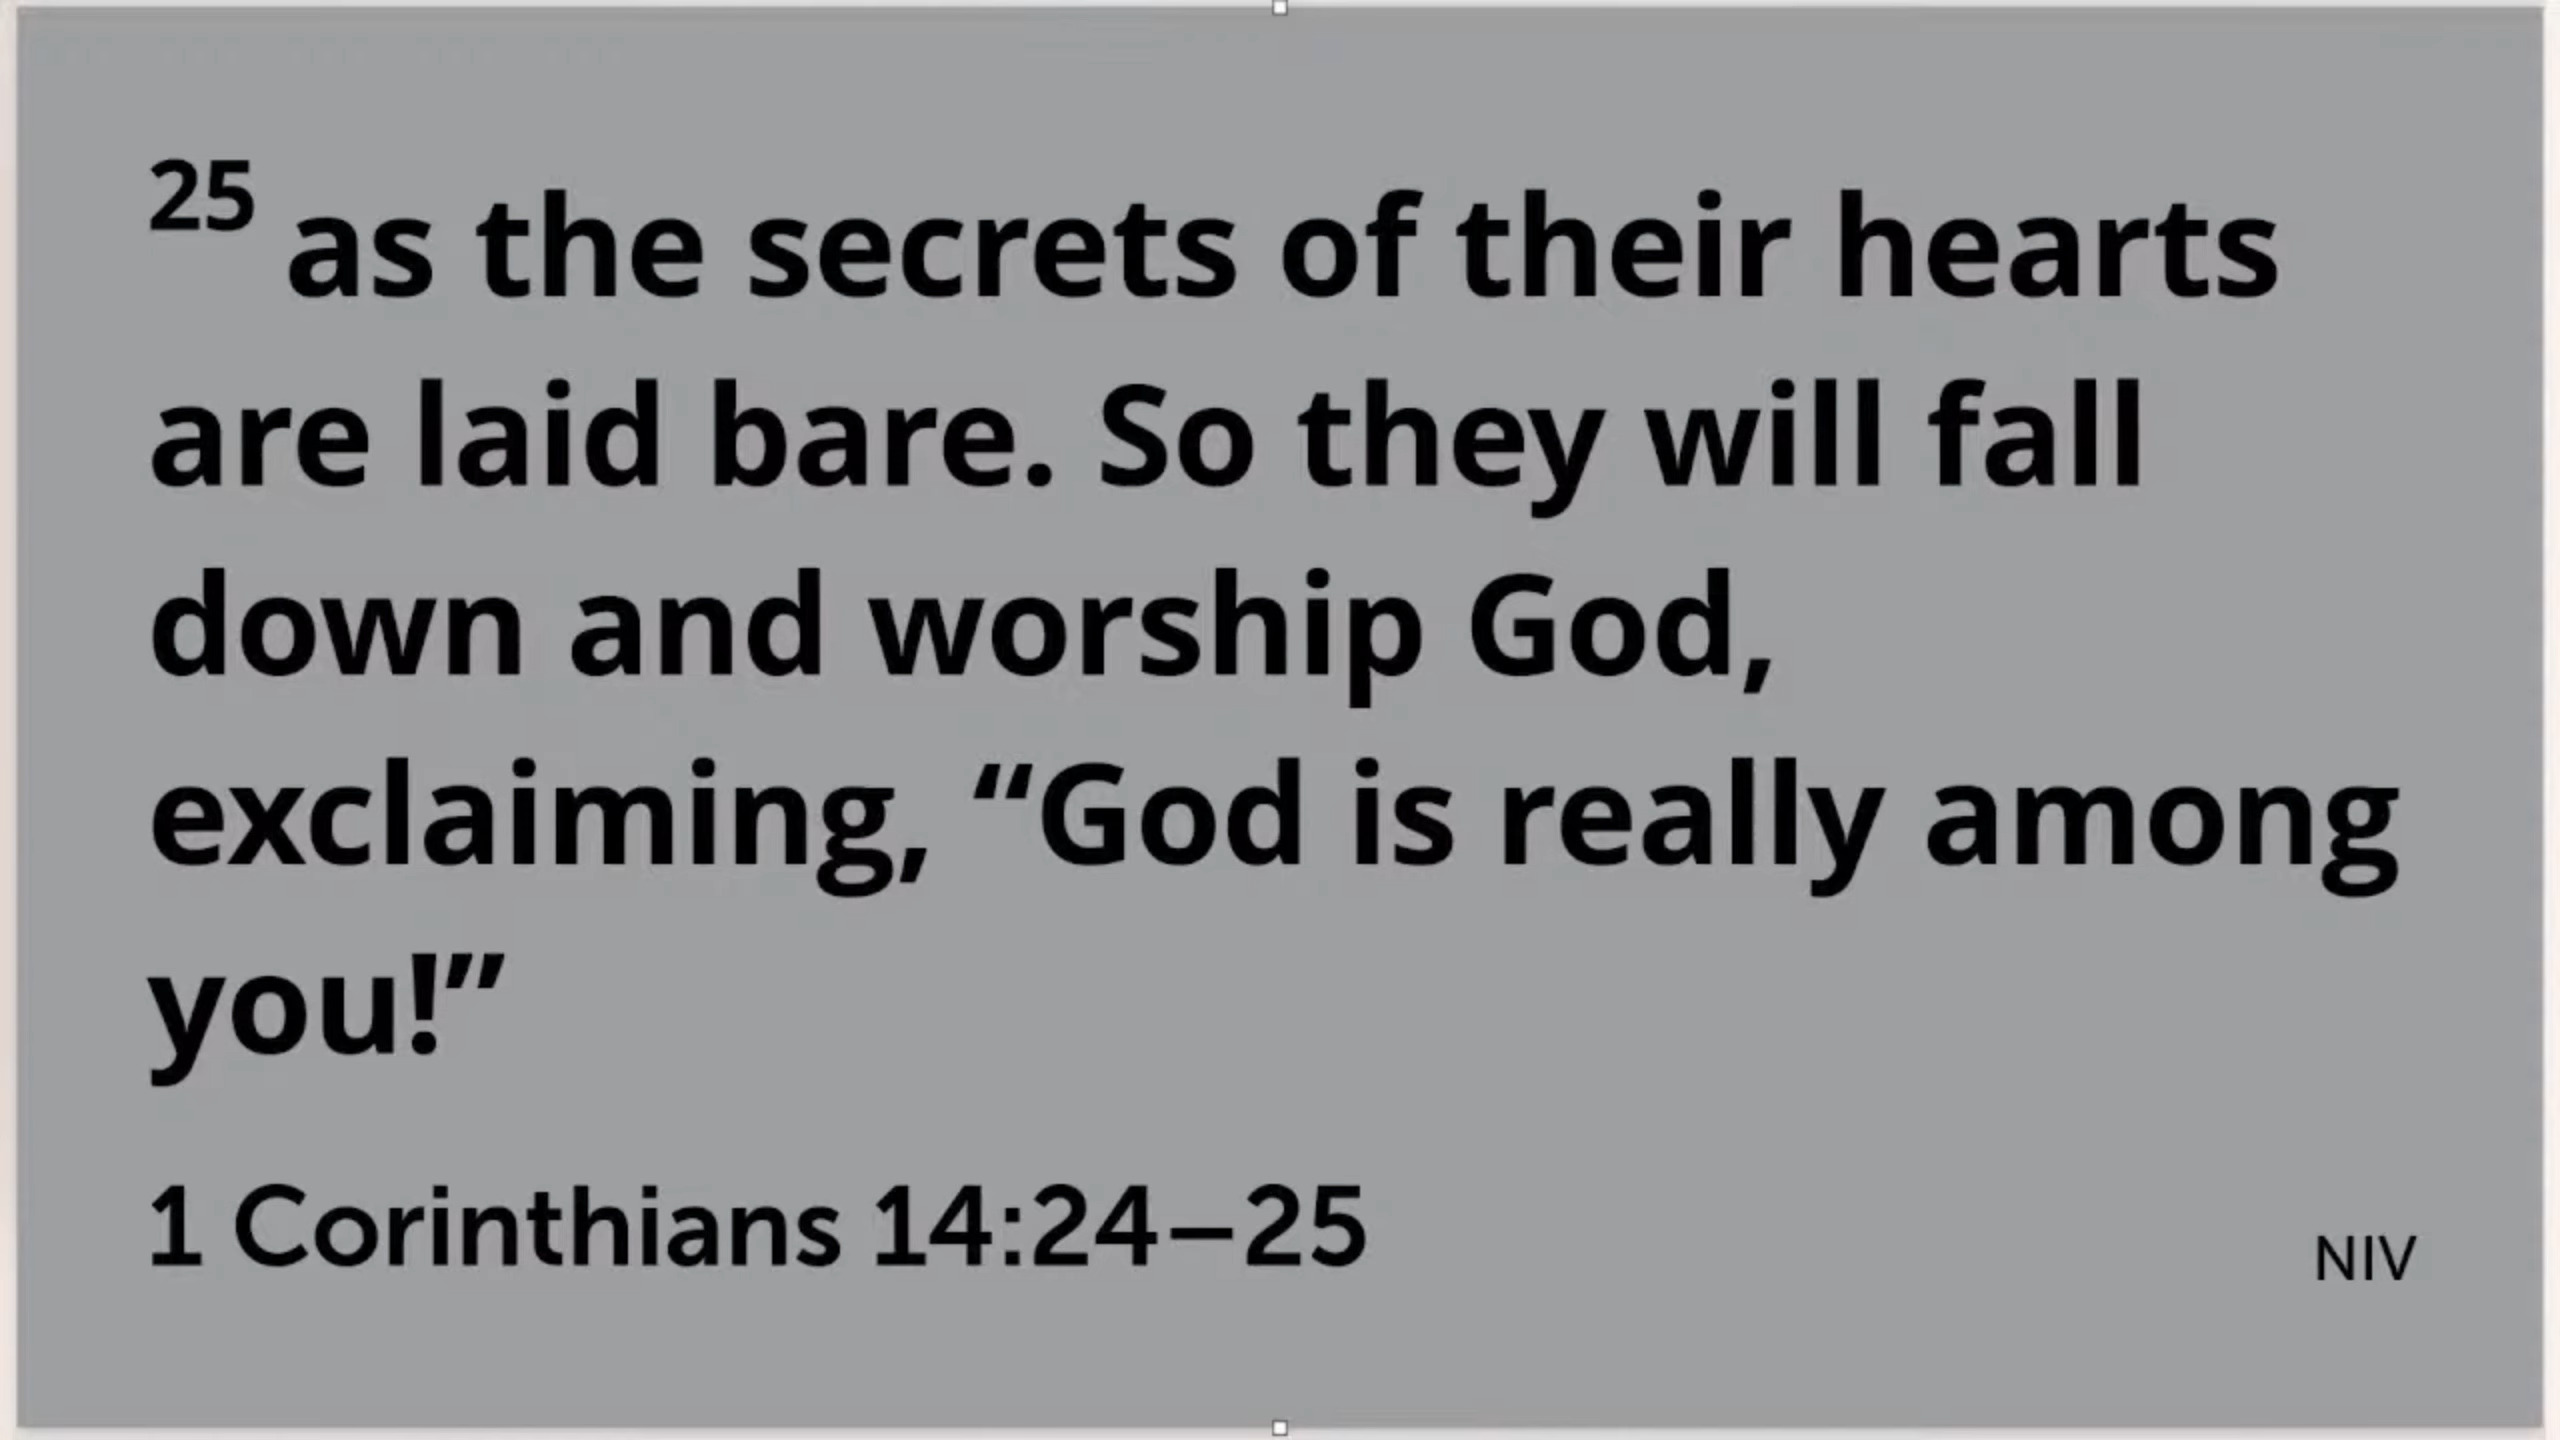 25 as the secrets of their hearts
are laid bare. So they will fall
down and worship God,
exclaiming, “God is really among
you!”
1 Corinthians 14:24–25
NIV